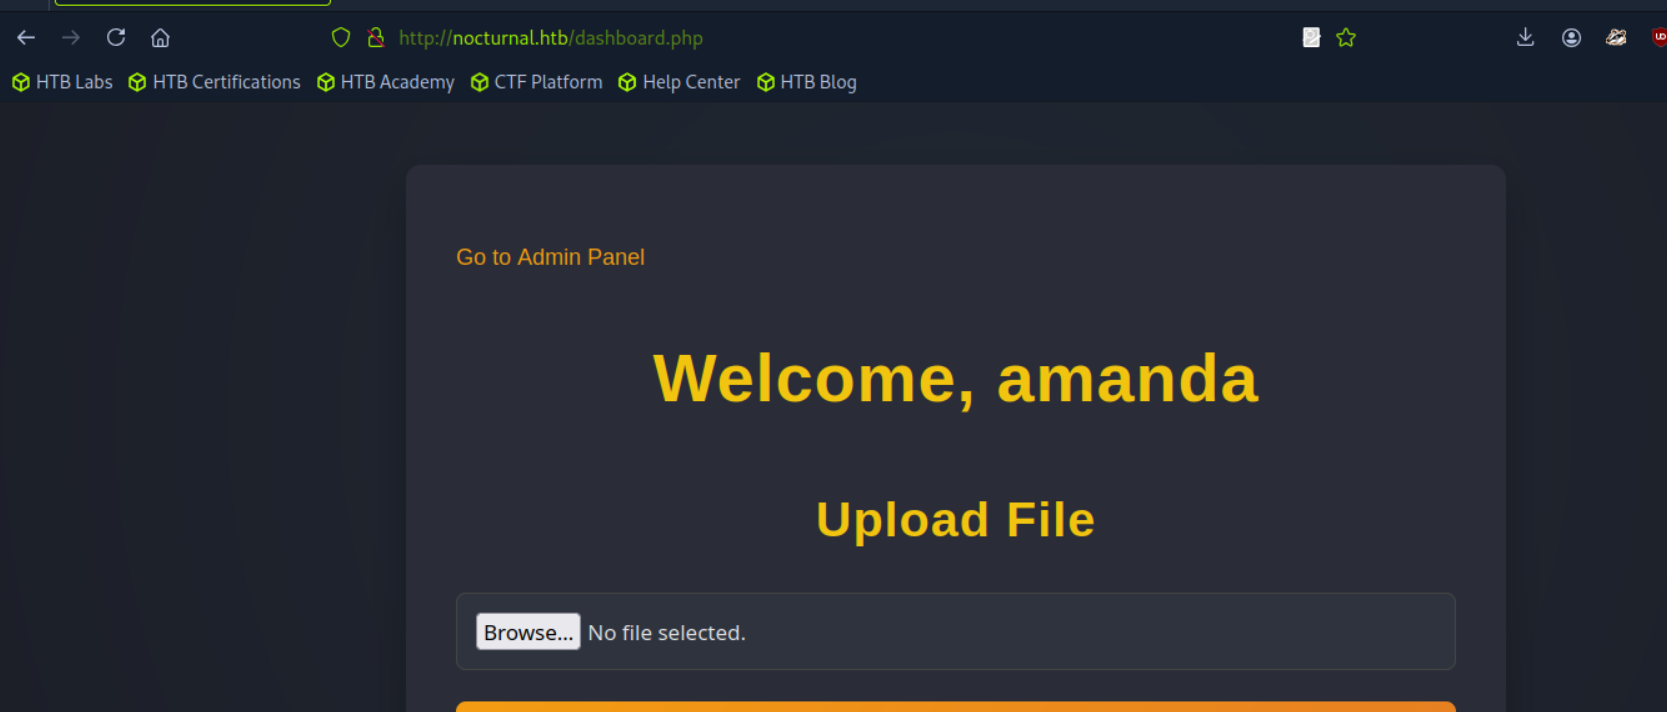 http://nocturnal.htb/dashboard.php
HTB Labs HTB Certifications HTB Academy CTF Platform Help Center HTB Blog
Go to Admin Panel
Welcome, amanda
Upload File
Browse... No file selected.